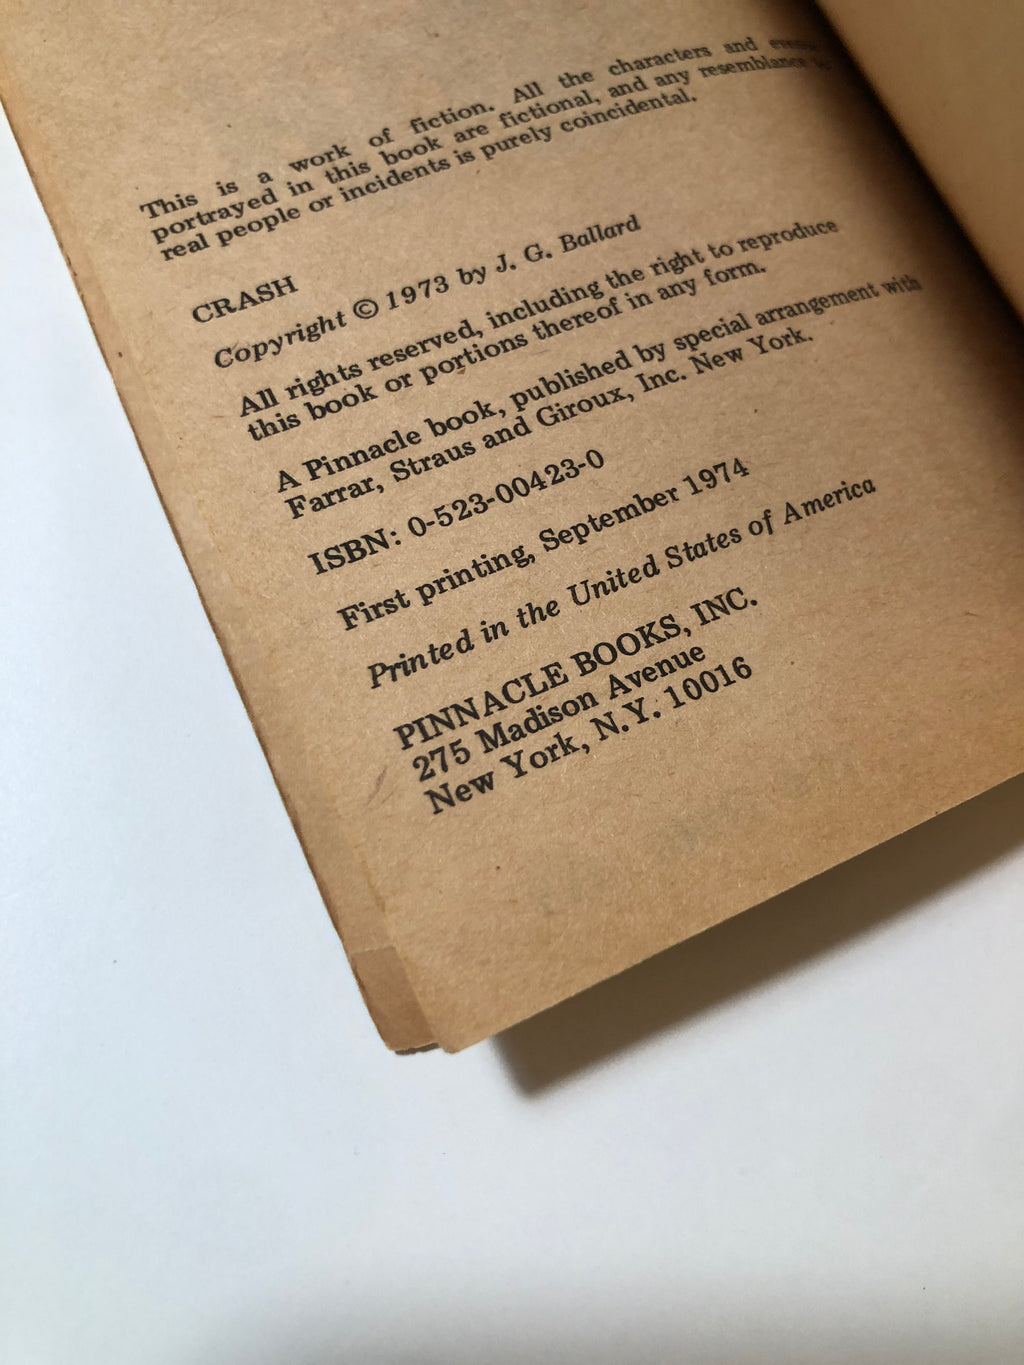 This is a work of fiction. All the characters and events
portrayed in this book are fictional, and any resemblance to
real people or incidents is purely coincidental.
CRASH
Copyright © 1973 by J. G. Ballard
All rights reserved, including the right to reproduce
this book or portions thereof in any form.
A Pinnacle book, published by special arrangement with
Farrar, Straus and Giroux, Inc. New York.
ISBN: 0-523-00423-0
First printing, September 1974
Printed in the United States of America
PINNACLE BOOKS, INC.
275 Madison Avenue
New York, N.Y. 10016